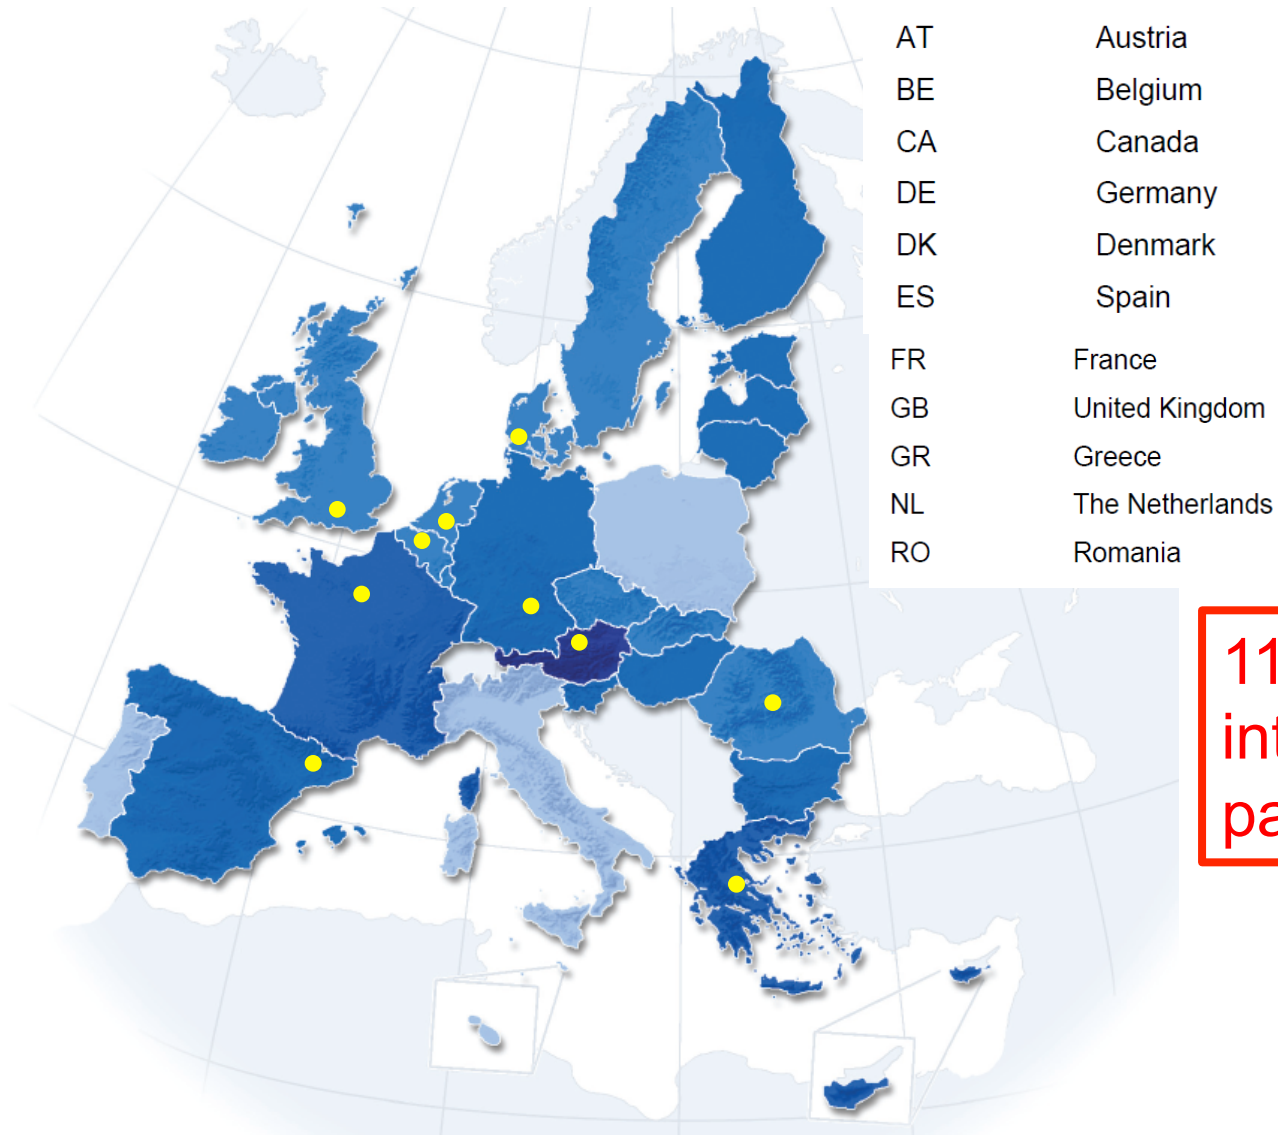 AT Austria
BE Belgium
CA Canada
DE Germany
DK Denmark
ES Spain
FR France
GB United Kingdom
GR Greece
NL The Netherlands
RO Romania
11